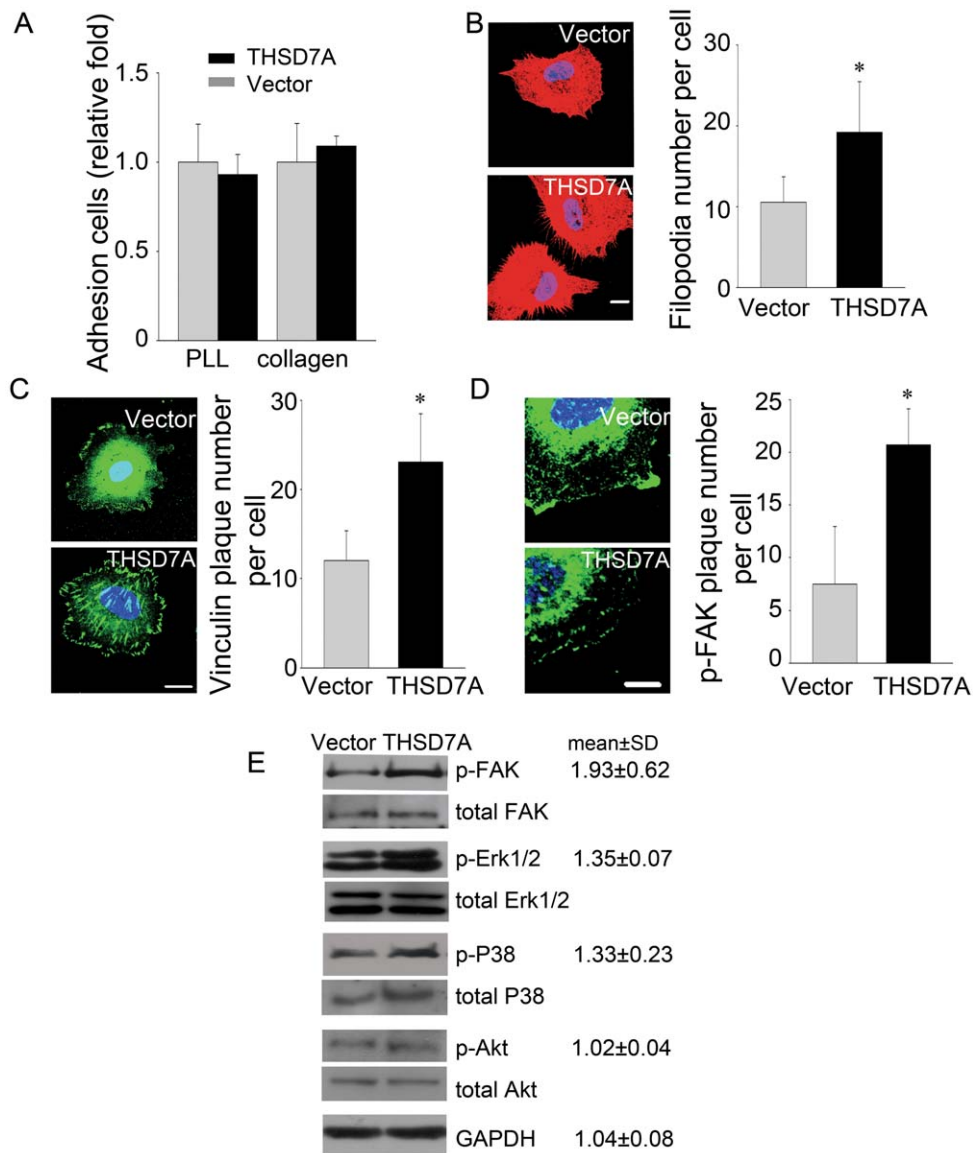 A
Adhesion cells (relative fold)
1.5
1.0
0.5
0
THSD7A
Vector
PLL collagen
B
Vector
THSD7A
Filopodia number per cell
30
20
10
0
Vector THSD7A
*
C
Vector
THSD7A
Vinculin plaque number
per cell
30
20
10
0
Vector THSD7A
*
D
Vector
THSD7A
p-FAK plaque number
per cell
25
20
15
10
5
0
Vector THSD7A
*
E
Vector THSD7A mean±SD
p-FAK 1.93±0.62
total FAK
p-Erk1/2 1.35±0.07
total Erk1/2
p-P38 1.33±0.23
total P38
p-Akt 1.02±0.04
total Akt
GAPDH 1.04±0.08